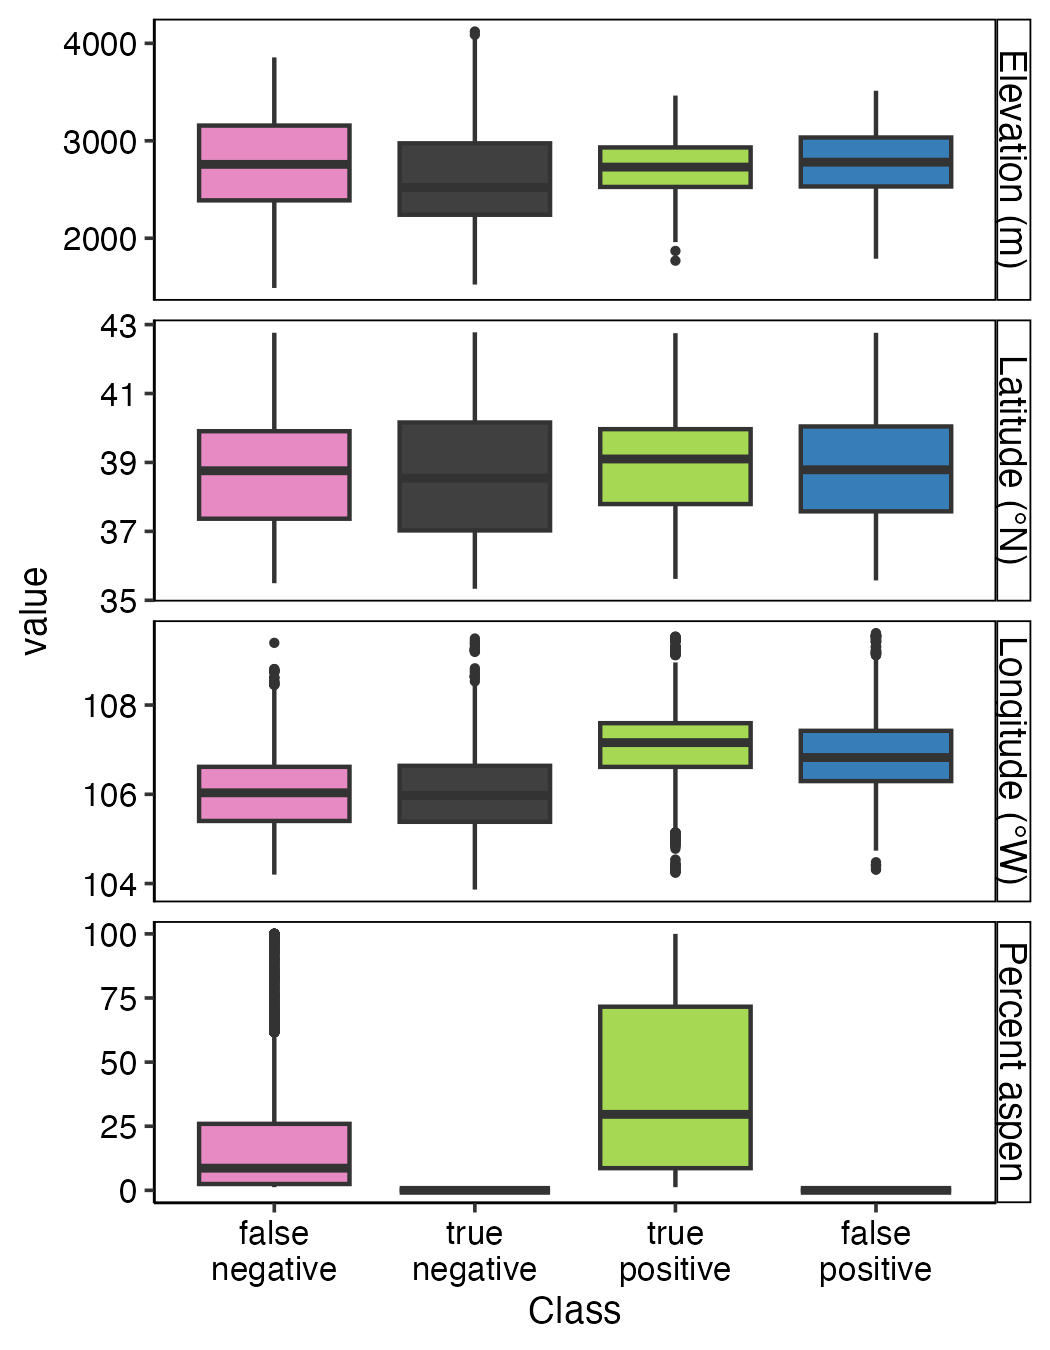 value
4000
3000
2000
Elevation (m)
43
41
39
37
35
Latitude (°N)
108
106
104
Longitude (°W)
100
75
50
25
0
Percent aspen
false
negative
true
negative
true
positive
false
positive
Class